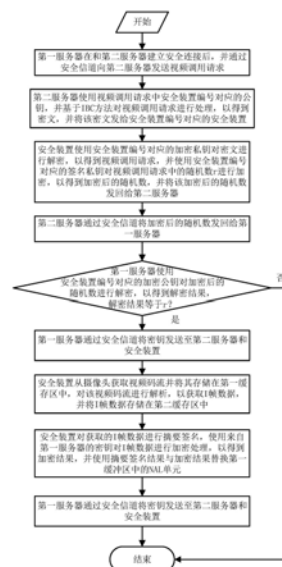 开始
第一服务器在和第二服务器建立安全连接后，并通过
安全信道向第二服务器发送视频调用请求
第二服务器使用视频调用请求中安全装置编号对应的公
钥，并基于IBC方法对视频调用请求进行处理，以得到
密文，并将该密文发给安全装置编号对应的安全装置
安全装置使用安全装置编号对应的加密私钥对密文进
行解密，以得到视频调用请求，并使用安全装置编号
对应的签名私钥对视频调用请求中的随机数r进行加
密，以得到加密后的随机数，并将该加密后的随机数
发回给第二服务器
第二服务器通过安全信道将加密后的随机数发回给第
一服务器
第一服务器使用
安全装置编号对应的加密公钥对加密后的
随机数进行解密，以得到解密结果，
解密结果等于r？
否
是
第一服务器通过安全信道将密钥发送至第二服务器和
安全装置
安全装置从摄像头获取视频码流并将其存储在第一缓
存区中，对该视频码流进行解析，以获取I帧数据，
并将I帧数据存储在第二缓存区中
安全装置对获取的I帧数据进行摘要签名，使用来自
第一服务器的密钥对I帧数据进行加密处理，以得到
加密结果，并使用摘要签名结果与加密结果替换第一
缓冲区中的NAL单元
第一服务器通过安全信道将密钥发送至第二服务器和
安全装置
结束